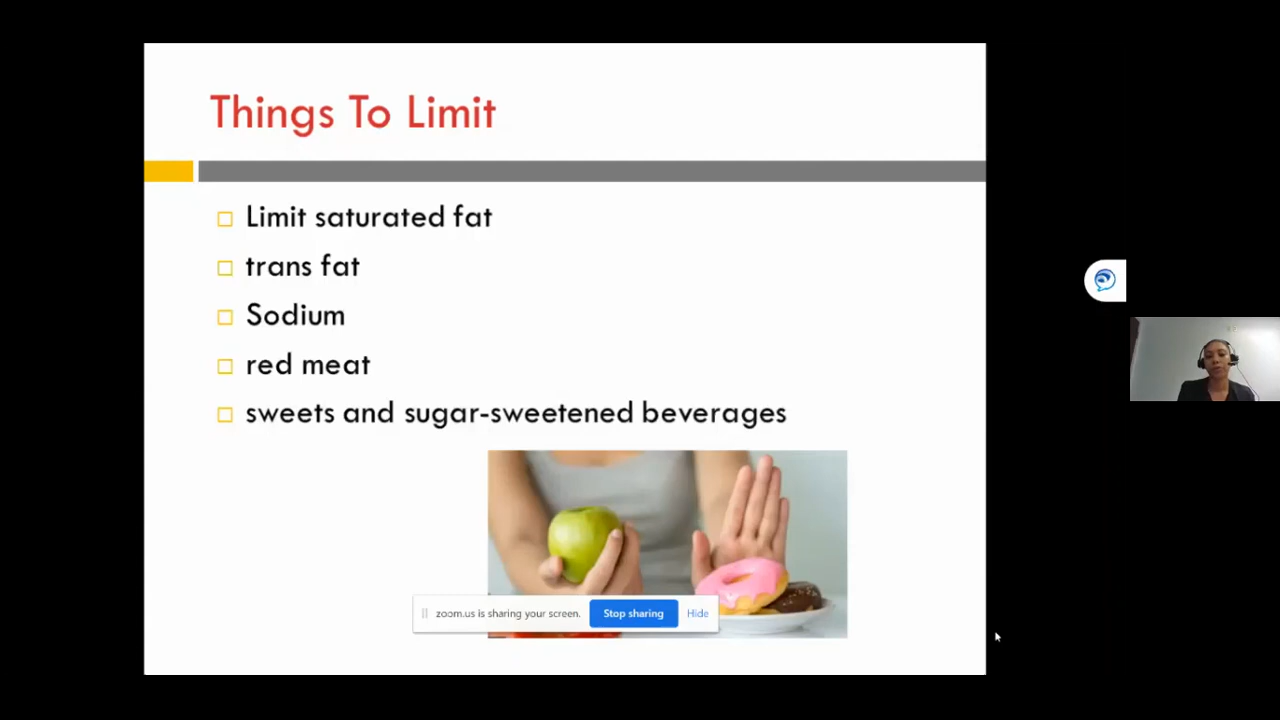 Things To Limit
Limit saturated fat
trans fat
Sodium
red meat
sweets and sugar-sweetened beverages
zoom.us is sharing your screen. Stop sharing Hide